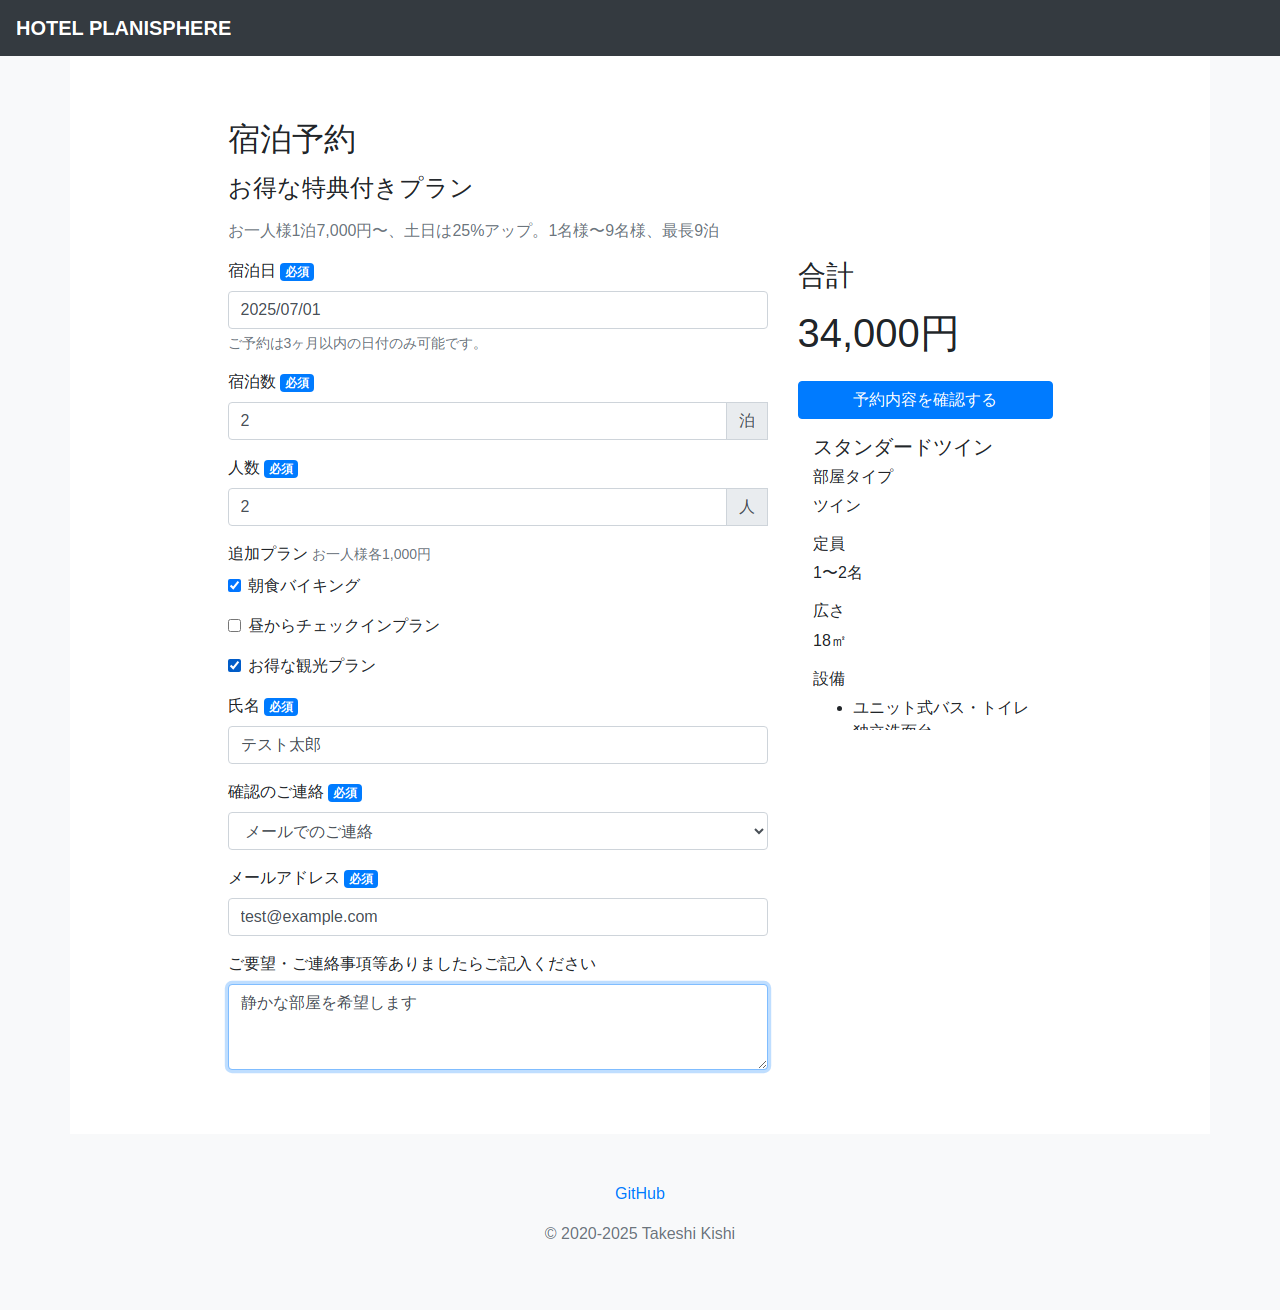 HOTEL PLANISPHERE
宿泊予約
お得な特典付きプラン
お一人様1泊7,000円〜、土日は25%アップ。1名様〜9名様、最長9泊
宿泊日 必須
2025/07/01
ご予約は3ヶ月以内の日付のみ可能です。
宿泊数 必須
2 泊
人数 必須
2 人
追加プラン お一人様各1,000円
朝食バイキング
昼からチェックインプラン
お得な観光プラン
氏名 必須
テスト太郎
確認のご連絡 必須
メールでのご連絡
メールアドレス 必須
test@example.com
ご要望・ご連絡事項等ありましたらご記入ください
静かな部屋を希望します
合計
34,000円
予約内容を確認する
スタンダードツイン
部屋タイプ
ツイン
定員
1〜2名
広さ
18㎡
設備
ユニット式バス・トイレ
GitHub
© 2020-2025 Takeshi Kishi